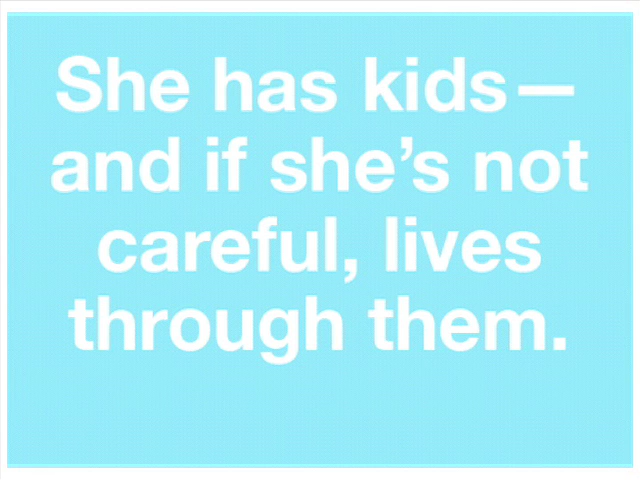 She has kids—
and if she’s not
careful, lives
through them.